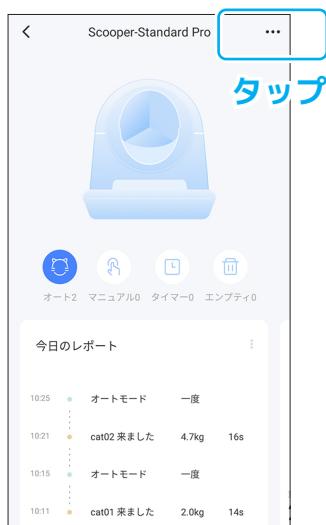 Scooper-Standard Pro
タップ
オート2 マニュアル0 タイマー0 エンプティ0
今日のレポート
10:25 オートモード 一度
10:21 cat02 来ました 4.7kg 16s
10:15 オートモード 一度
10:11 cat01 来ました 2.0kg 14s